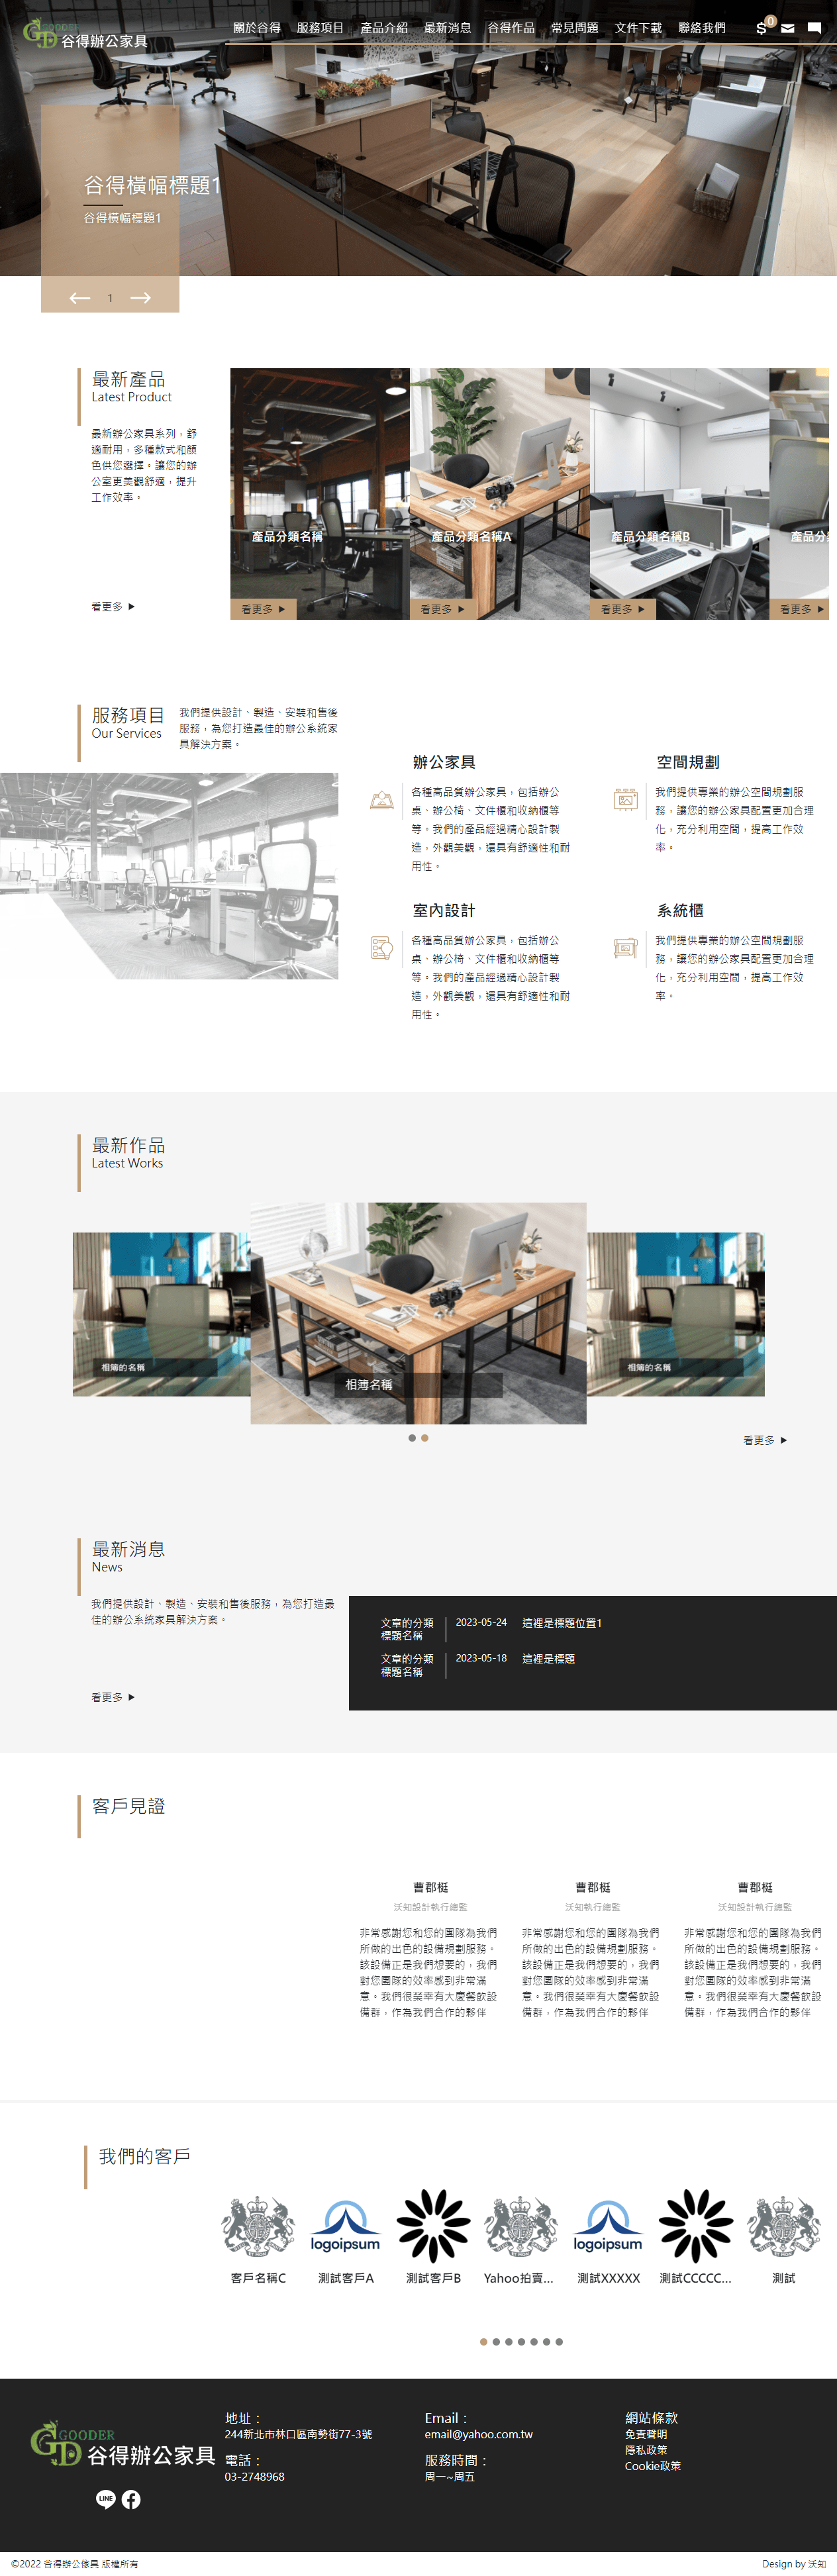 GOODER
GD 谷得辦公家具
關於谷得 服務項目 產品介紹 最新消息 谷得作品 常見問題 文件下載 聯絡我們
$ 0
谷得橫幅標題1
谷得橫幅標題1
1
最新產品
Latest Product
最新辦公家具系列，舒
適耐用，多種款式和顏
色供您選擇。讓您的辦
公室更美觀舒適，提升
工作效率。
看更多
產品分類名稱
看更多
產品分類名稱A
看更多
產品分類名稱B
看更多
產品分
看更多
服務項目
Our Services
我們提供設計、製造、安裝和售後
服務，為您打造最佳的辦公系統家
具解決方案。
辦公家具
各種高品質辦公家具，包括辦公
桌、辦公椅、文件櫃和收納櫃等
等。我們的產品經過精心設計製
造，外觀美觀，還具有舒適性和耐
用性。
空間規劃
我們提供專業的辦公空間規劃服
務，讓您的辦公家具配置更加合理
化，充分利用空間，提高工作效
率。
室內設計
各種高品質辦公家具，包括辦公
桌、辦公椅、文件櫃和收納櫃等
等。我們的產品經過精心設計製
造，外觀美觀，還具有舒適性和耐
用性。
系統櫃
我們提供專業的辦公空間規劃服
務，讓您的辦公家具配置更加合理
化，充分利用空間，提高工作效
率。
最新作品
Latest Works
相簿的名稱
相簿名稱
相簿的名稱
看更多
最新消息
News
我們提供設計、製造、安裝和售後服務，為您打造最
佳的辦公系統家具解決方案。
看更多
文章的分類
標題名稱
2023-05-24 這裡是標題位置1
文章的分類
標題名稱
2023-05-18 這裡是標題
客戶見證
曹郡梃
沃知設計執行總監
非常感謝您和您的團隊為我們
所做的出色的設備規劃服務。
該設備正是我們想要的，我們
對您團隊的效率感到非常滿
意。我們很榮幸有大慶餐飲設
備群，作為我們合作的夥伴
曹郡梃
沃知執行總監
非常感謝您和您的團隊為我們
所做的出色的設備規劃服務。
該設備正是我們想要的，我們
對您團隊的效率感到非常滿
意。我們很榮幸有大慶餐飲設
備群，作為我們合作的夥伴
曹郡梃
沃知設計執行總監
非常感謝您和您的團隊為我們
所做的出色的設備規劃服務。
該設備正是我們想要的，我們
對您團隊的效率感到非常滿
意。我們很榮幸有大慶餐飲設
備群，作為我們合作的夥伴
我們的客戶
logoipsum
logoipsum
客戶名稱C 測試客戶A 測試客戶B Yahoo拍賣... 測試XXXXX 測試CCCCC... 測試
GOODER
GD 谷得辦公家具
LINE
地址：
244新北市林口區南勢街77-3號
電話：
03-2748968
Email：
email@yahoo.com.tw
服務時間：
周一~周五
網站條款
免責聲明
隱私政策
Cookie政策
©2022 谷得辦公傢具 版權所有
Design by 沃知